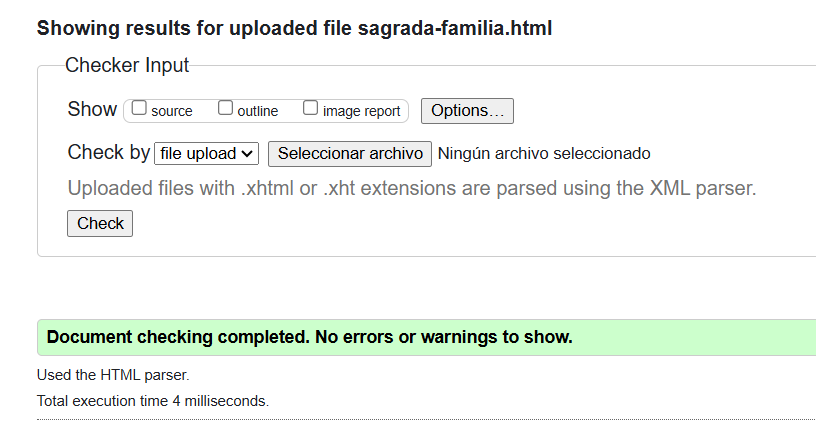 Showing results for uploaded file sagrada-familia.html
Checker Input
Show source outline image report Options…
Check by file upload Seleccionar archivo Ningún archivo seleccionado
Uploaded files with .xhtml or .xht extensions are parsed using the XML parser.
Check
Document checking completed. No errors or warnings to show.
Used the HTML parser.
Total execution time 4 milliseconds.